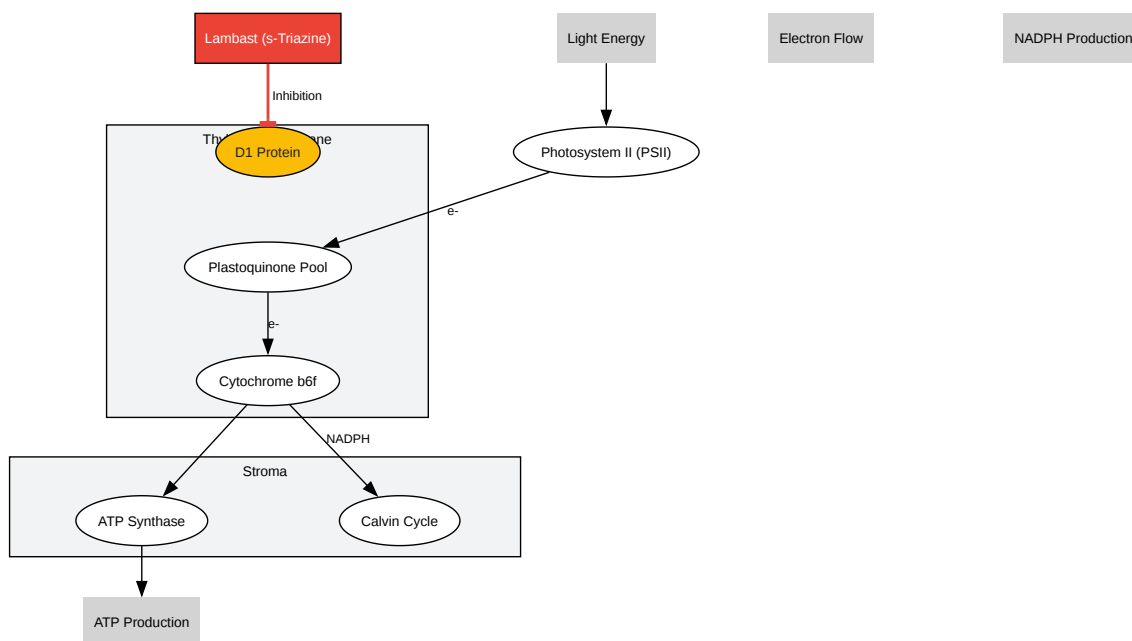 Lambast (s-Triazine)
Light Energy
Electron Flow
NADPH Production
Inhibition
D1 Protein
Photosystem II (PSII)
e-
Plastoquinone Pool
e-
Cytochrome b6f
NADPH
Stroma
ATP Synthase
Calvin Cycle
ATP Production